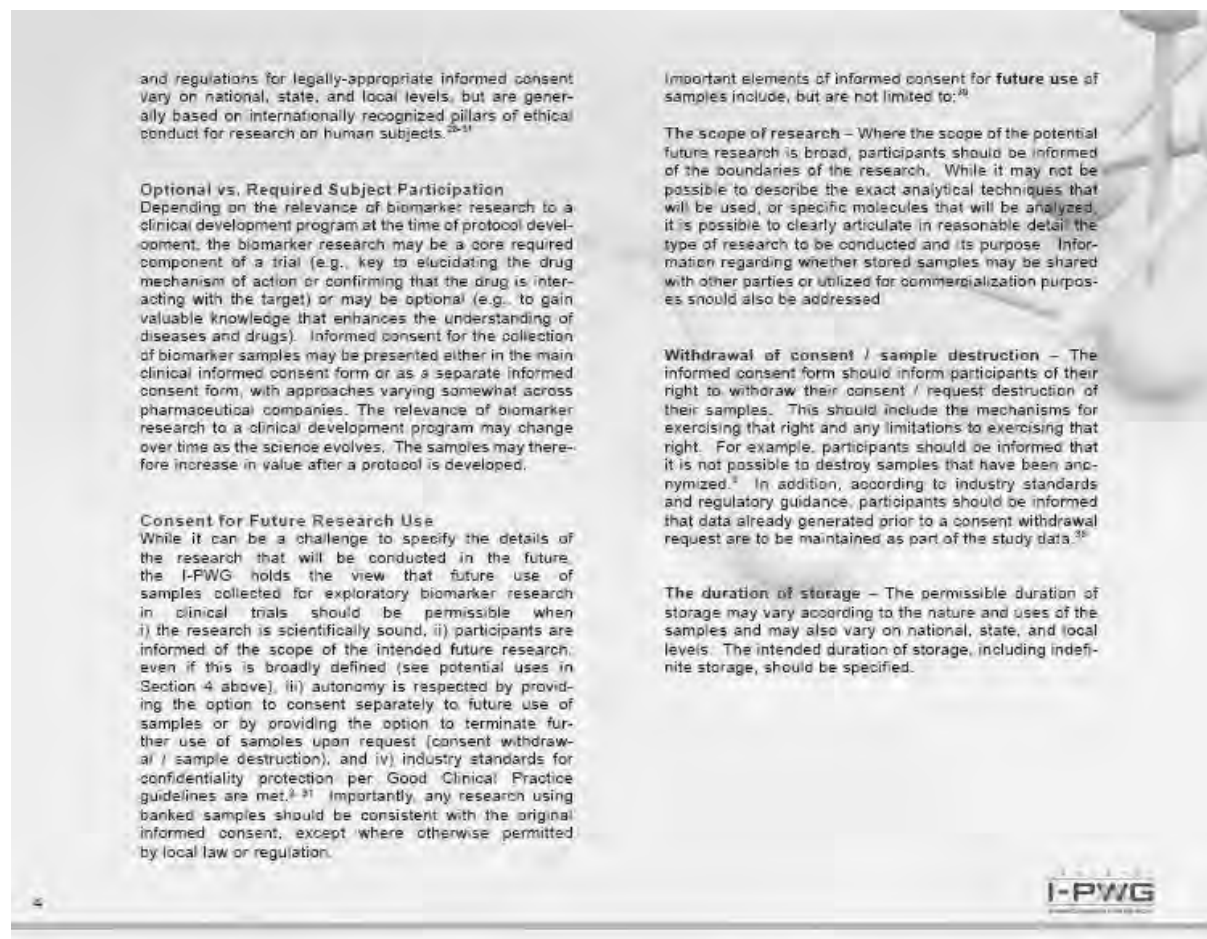 and regulations for legally-appropriate informed consent
vary on national, state, and local levels, but are gener-
ally based on internationally recognized pillars of ethical
conduct for research on human subjects.
Optional vs. Required Subject Participation
Depending on the relevance of biomarker research to a
clinical development program at the time of protocol devel-
opment, the biomarker research may be a core required
component of a trial (e.g., key to elucidating the drug
mechanism of action or confirming that the drug is inter-
acting with the target) or may be optional (e.g., to gain
valuable knowledge that enhances the understanding of
diseases and drugs). Informed consent for the collection
of biomarker samples may be presented either in the main
clinical informed consent form or as a separate informed
consent form, with approaches varying somewhat across
pharmaceutical companies. The relevance of biomarker
research to a clinical development program may change
over time as the science evolves. The samples may there-
fore increase in value after a protocol is developed.
Consent for Future Research Use
While it can be a challenge to specify the details of
the research that will be conducted in the future,
the I-PWG holds the view that future use of
samples collected for exploratory biomarker research
in clinical trials should be permissible when
i) the research is scientifically sound, ii) participants are
informed of the scope of the intended future research,
even if this is broadly defined (see potential uses in
Section 4 above), iii) autonomy is respected by provid-
ing the option to consent separately to future use of
samples or by providing the option to terminate fur-
ther use of samples upon request (consent withdraw-
al / sample destruction), and iv) industry standards for
confidentiality protection per Good Clinical Practice
guidelines are met. Importantly, any research using
banked samples should be consistent with the original
informed consent, except where otherwise permitted
by local law or regulation.
Important elements of informed consent for future use of
samples include, but are not limited to:
The scope of research – Where the scope of the potential
future research is broad, participants should be informed
of the boundaries of the research. While it may not be
possible to describe the exact analytical techniques that
will be used, or specific molecules that will be analyzed,
it is possible to clearly articulate in reasonable detail the
type of research to be conducted and its purpose. Infor-
mation regarding whether stored samples may be shared
with other parties or utilized for commercialization purpos-
es should also be addressed.
Withdrawal of consent / sample destruction – The
informed consent form should inform participants of their
right to withdraw their consent / request destruction of
their samples. This should include the mechanisms for
exercising that right and any limitations to exercising that
right. For example, participants should be informed that
it is not possible to destroy samples that have been ano-
nymized. In addition, according to industry standards
and regulatory guidance, participants should be informed
that data already generated prior to a consent withdrawal
request are to be maintained as part of the study data.
The duration of storage – The permissible duration of
storage may vary according to the nature and uses of the
samples and may also vary on national, state, and local
levels. The intended duration of storage, including indefi-
nite storage, should be specified.
4
I-PWG